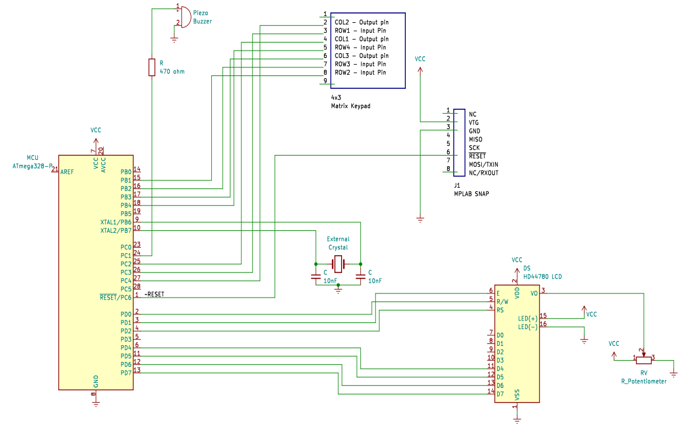 1
Piezo
Buzzer
2
R
470 ohm
1
2 COL2 - Output pin
3 ROW1 - Input Pin
4 COL1 - Output pin
5 ROW4 - Input Pin
6 COL3 - Output pin
7 ROW3 - Input Pin
8 ROW2 - Input Pin
9
4x3
Matrix Keypad
VCC
1 NC
2 VTG
3 GND
4 MISO
5 SCK
6 RESET
7 MOSI/TXIN
8 NC/RXOUT
J1
MPLAB SNAP
VCC
MCU
ATmega328-P
7 20
VCC
AVCC
21 AREF
PB0 14
PB1 15
PB2 16
PB3 17
PB4 18
PB5 19
XTAL1/PB6 9
XTAL2/PB7 10
PC0 23
PC1 24
PC2 25
PC3 26
PC4 27
PC5 28
RESET/PC6 1 ~RESET
PD0 2
PD1 3
PD2 4
PD3 5
PD4 6
PD5 11
PD6 12
PD7 13
GND
8
External
Crystal
C
10nF
C
10nF
VCC
DS
HD44780 LCD
2
VDD
6 E
5 R/W
4 RS
7 D0
8 D1
9 D2
10 D3
11 D4
12 D5
13 D6
14 D7
VO 3
LED(+) 15
LED(-) 16
VSS
1
VCC
VCC
1 2 3
RV
R_Potentiometer